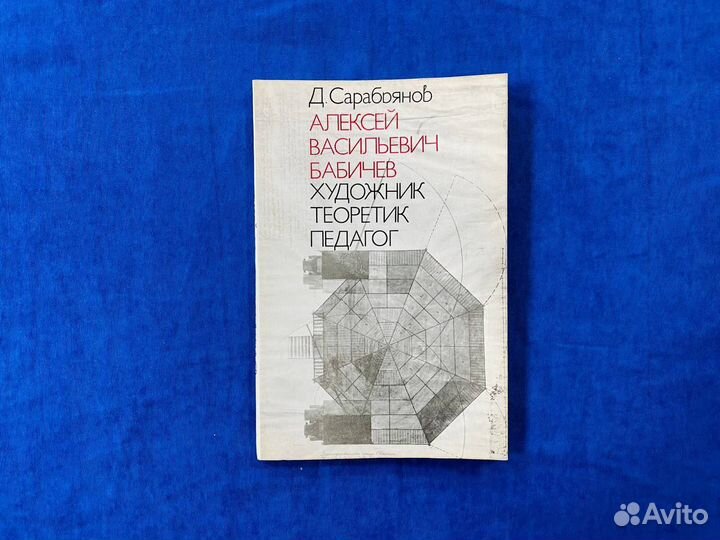 Д. Сарабьянов
АЛЕКСЕЙ
ВАСИЛЬЕВИЧ
БАБИЧЕВ
ХУДОЖНИК
ТЕОРЕТИК
ПЕДАГОГ
Avito